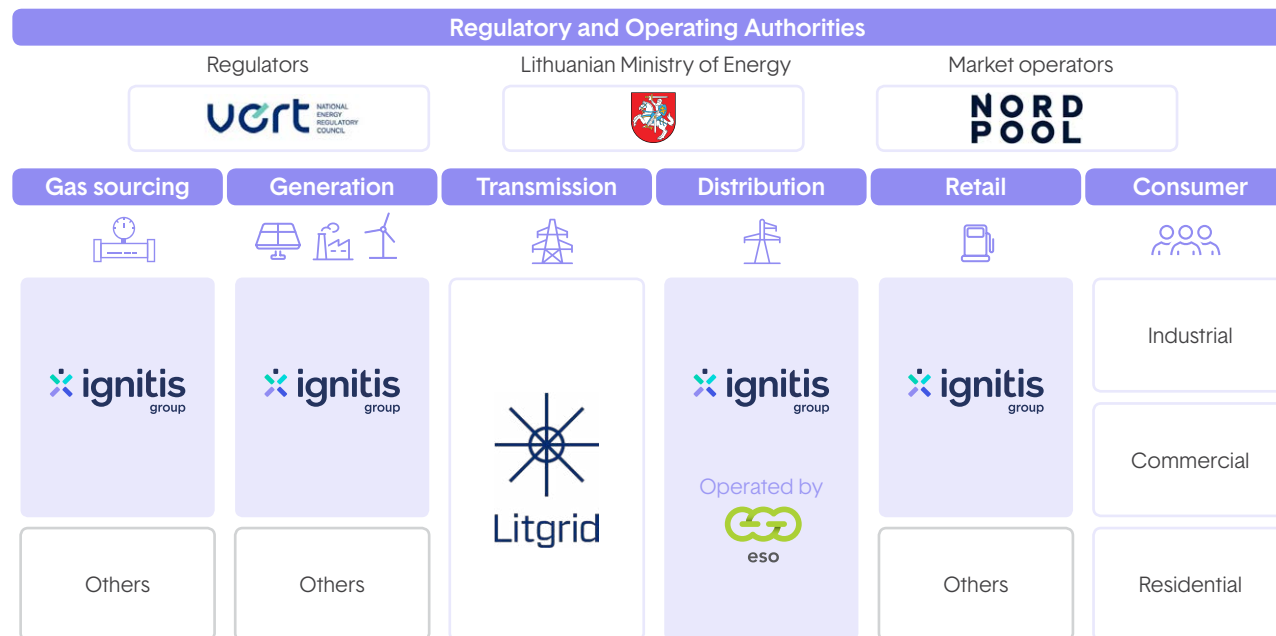 Regulatory and Operating Authorities
Regulators
Lithuanian Ministry of Energy
Market operators
vert
NATIONAL
ENERGY
REGULATORY
COUNCIL
NORD
POOL
Gas sourcing
Generation
Transmission
Distribution
Retail
Consumer
ignitis
group
ignitis
group
Litgrid
ignitis
group
Operated by
eso
ignitis
group
Industrial
Commercial
Others
Others
Others
Residential